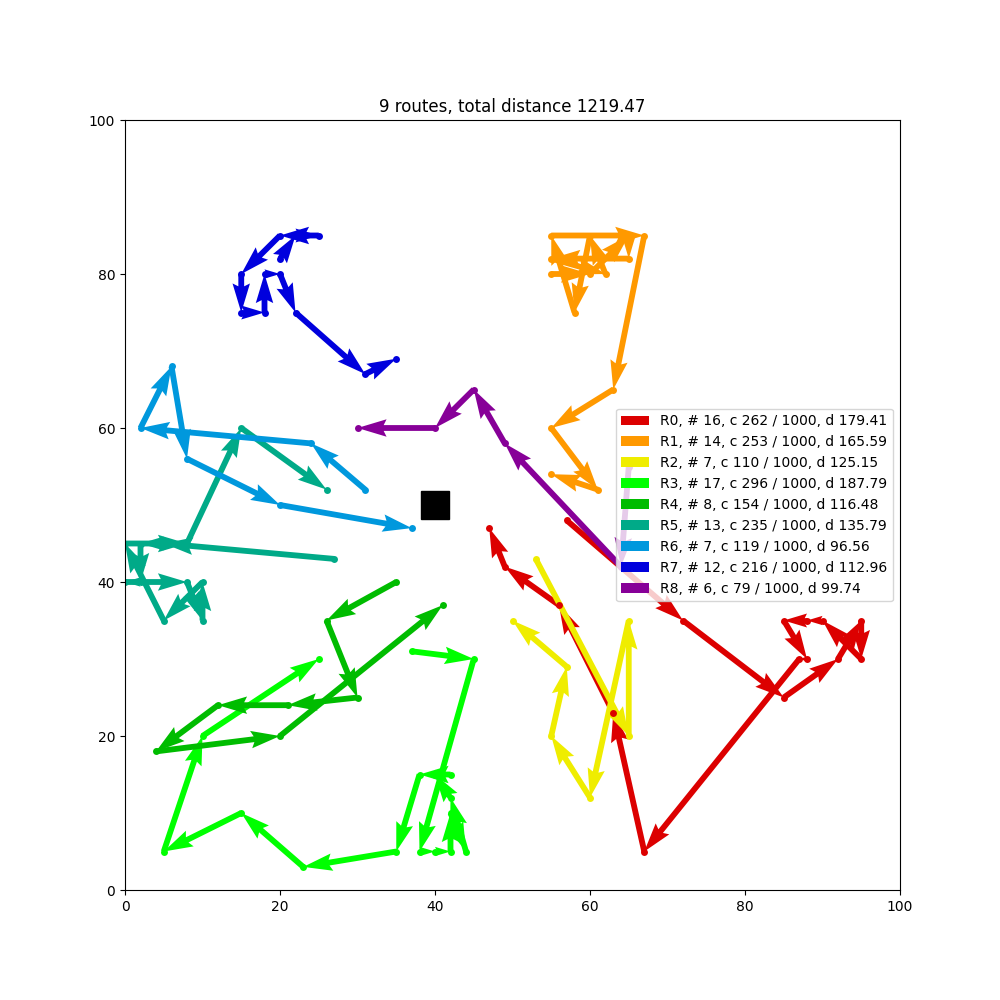 9 routes, total distance 1219.47
100
80
60
40
20
0
0 20 40 60 80 100
R0, # 16, c 262 / 1000, d 179.41
R1, # 14, c 253 / 1000, d 165.59
R2, # 7, c 110 / 1000, d 125.15
R3, # 17, c 296 / 1000, d 187.79
R4, # 8, c 154 / 1000, d 116.48
R5, # 13, c 235 / 1000, d 135.79
R6, # 7, c 119 / 1000, d 96.56
R7, # 12, c 216 / 1000, d 112.96
R8, # 6, c 79 / 1000, d 99.74